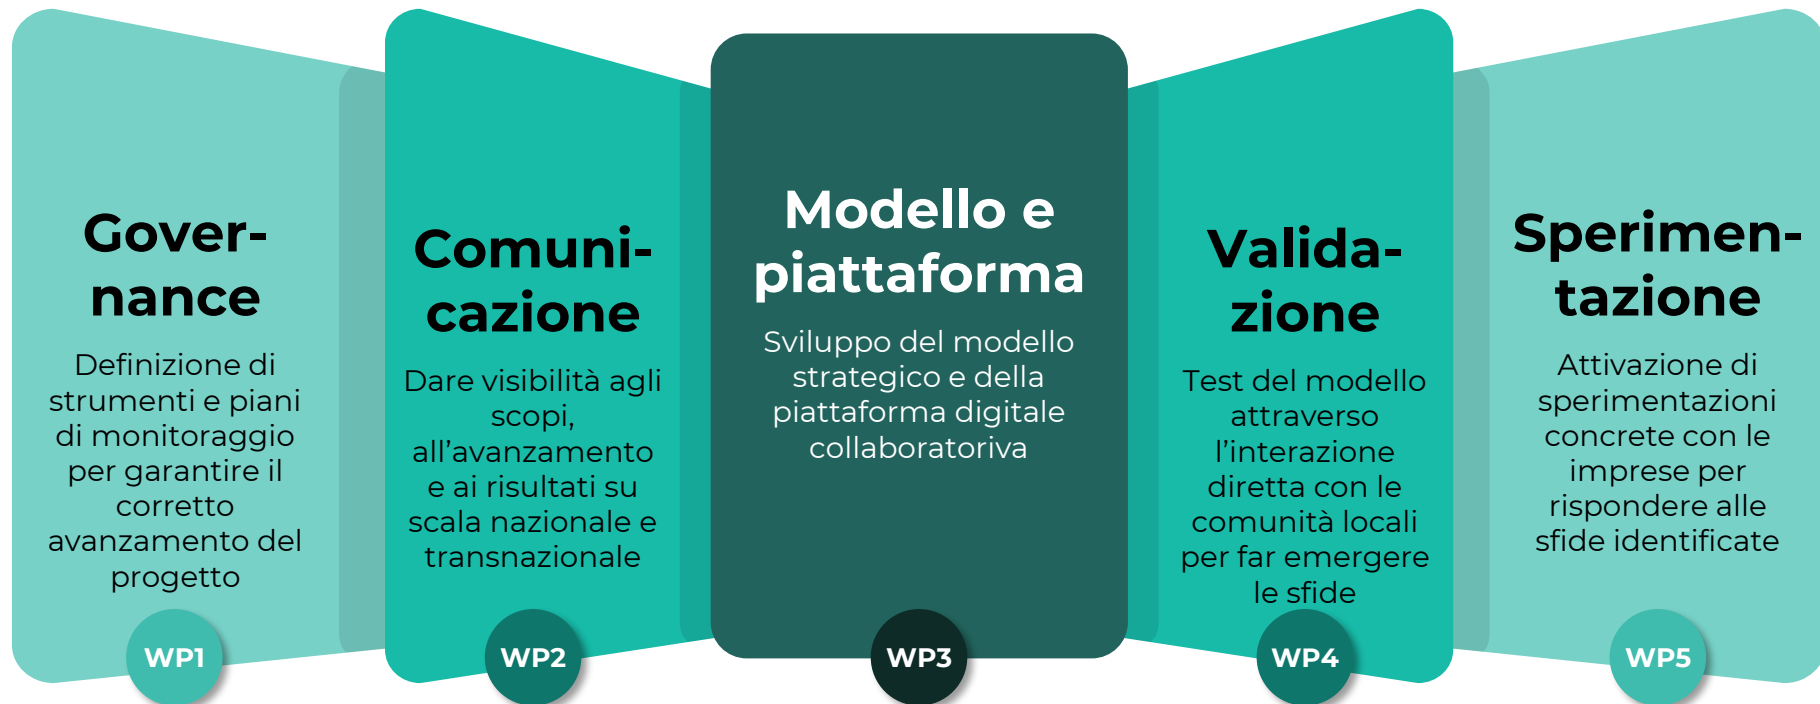 Gover-
nance
Definizione di
strumenti e piani
di monitoraggio
per garantire il
corretto
avanzamento del
progetto
WP1
Comuni-
cazione
Dare visibilità agli
scopi,
all’avanzamento
e ai risultati su
scala nazionale e
transnazionale
WP2
Modello e
piattaforma
Sviluppo del modello
strategico e della
piattaforma digitale
collaboratoriva
WP3
Valida-
zione
Test del modello
attraverso
l’interazione
diretta con le
comunità locali
per far emergere
le sfide
WP4
Sperimen-
tazione
Attivazione di
sperimentazioni
concrete con le
imprese per
rispondere alle
sfide identificate
WP5